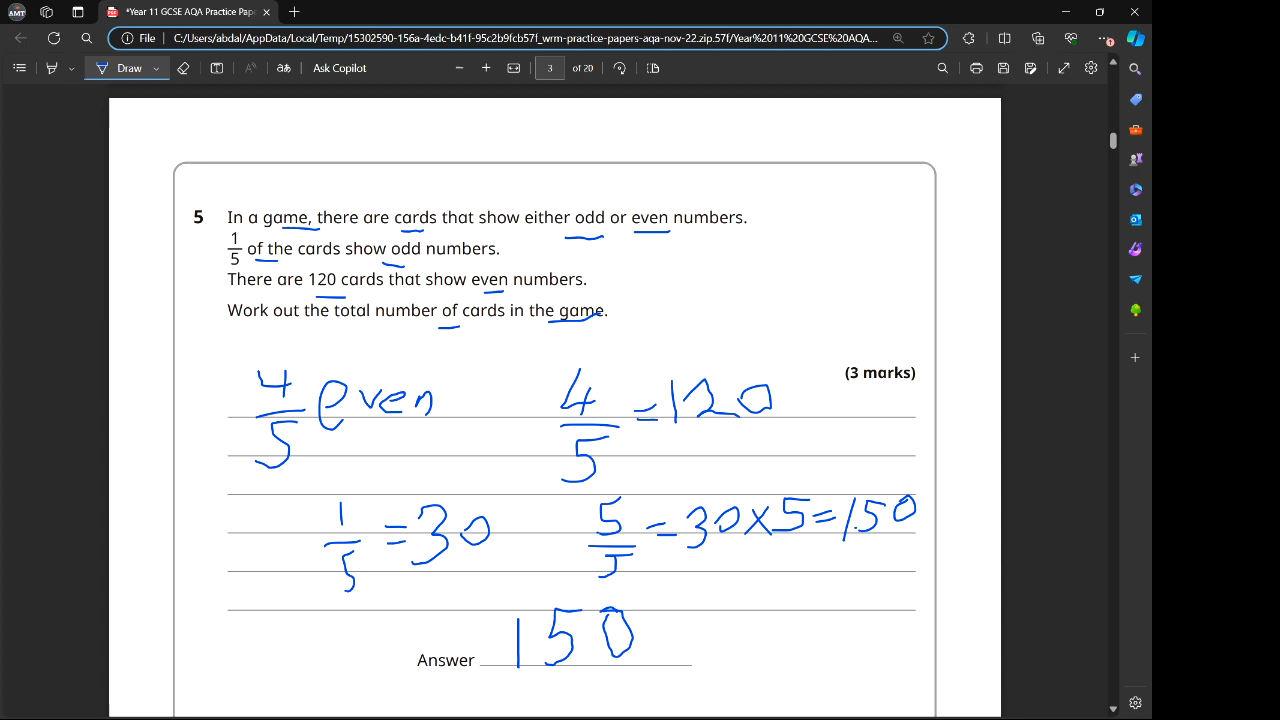 AMT
*Year 11 GCSE AQA Practice Pape
File
C:/Users/abdal/AppData/Local/Temp/15302590-156a-4edc-b41f-95c2b9fcb57f_wrm-practice-papers-aqa-nov-22.zip.57f/Year%2011%20GCSE%20AQA...
Draw
Ask Copilot
3 of 20
5 In a game, there are cards that show either odd or even numbers.
1/5 of the cards show odd numbers.
There are 120 cards that show even numbers.
Work out the total number of cards in the game.
(3 marks)
4/5 even 4/5 = 120
1/5 = 30 5/5 = 30 x 5 = 150
Answer 150